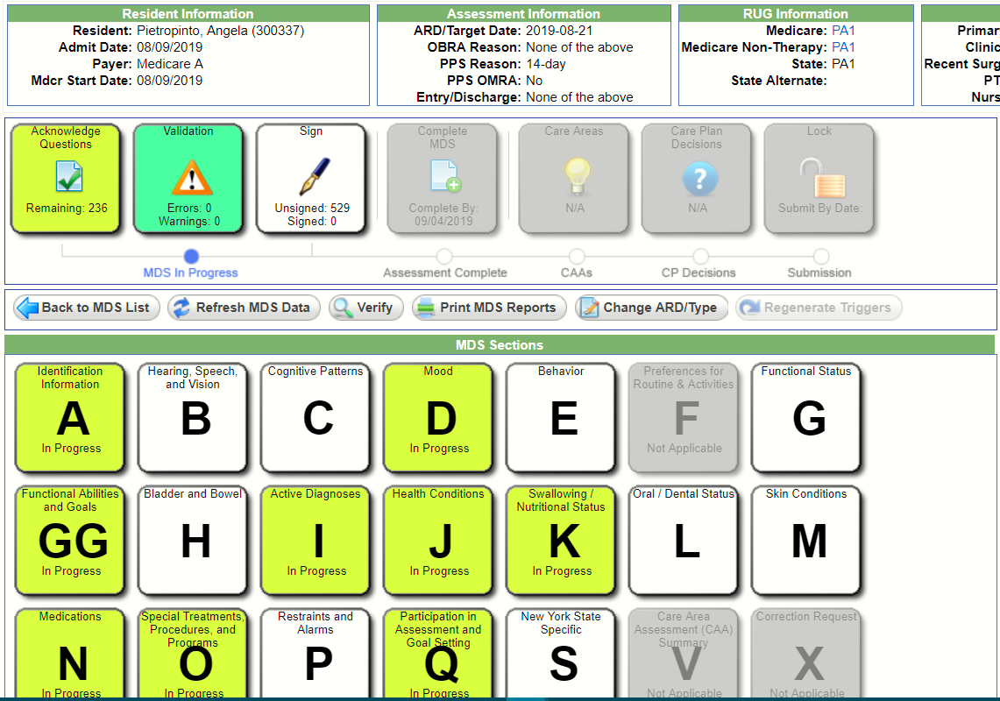 Resident Information
Resident: Pietropinto, Angela (300337)
Admit Date: 08/09/2019
Payer: Medicare A
Mdcr Start Date: 08/09/2019
Assessment Information
ARD/Target Date: 2019-08-21
OBRA Reason: None of the above
PPS Reason: 14-day
PPS OMRA: No
Entry/Discharge: None of the above
RUG Information
Medicare: PA1
Medicare Non-Therapy: PA1
State: PA1
State Alternate:
Primary
Clinic
Recent Surg
PT
Nurs
Acknowledge
Questions
Remaining: 236
Validation
Errors: 0
Warnings: 0
Sign
Unsigned: 529
Signed: 0
Complete
MDS
Complete By:
09/04/2019
Care Areas
N/A
Care Plan
Decisions
?
N/A
Lock
Submit By Date:
MDS In Progress
Assessment Complete
CAAs
CP Decisions
Submission
Back to MDS List
Refresh MDS Data
Verify
Print MDS Reports
Change ARD/Type
Regenerate Triggers
MDS Sections
Identification
Information
A
In Progress
Hearing, Speech,
and Vision
B
Cognitive Patterns
C
Mood
D
In Progress
Behavior
E
Preferences for
Routine & Activities
F
Not Applicable
Functional Status
G
Functional Abilities
and Goals
GG
In Progress
Bladder and Bowel
H
Active Diagnoses
I
In Progress
Health Conditions
J
In Progress
Swallowing /
Nutritional Status
K
In Progress
Oral / Dental Status
L
Skin Conditions
M
Medications
N
In Progress
Special Treatments,
Procedures, and
Programs
O
In Progress
Restraints and
Alarms
P
Participation in
Assessment and
Goal Setting
Q
In Progress
New York State
Specific
S
Care Area
Assessment (CAA)
Summary
V
Not Applicable
Correction Request
X
Not Applicable